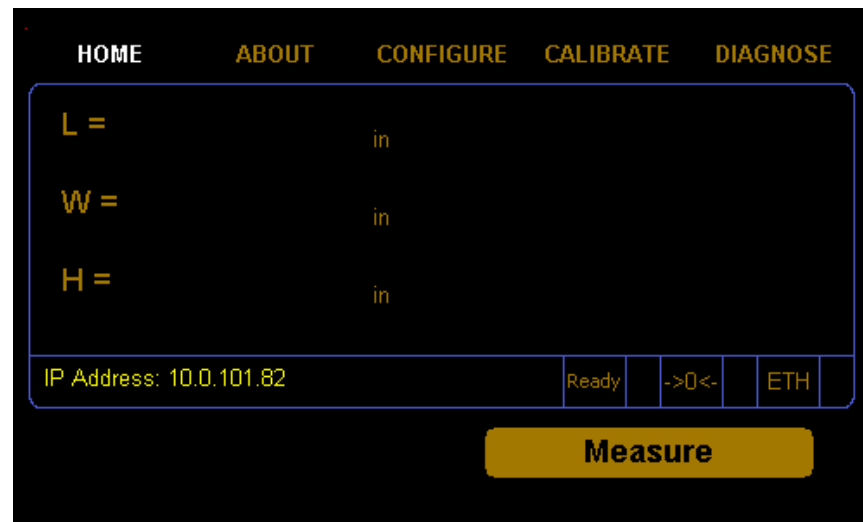 HOME ABOUT CONFIGURE CALIBRATE DIAGNOSE
L = in
W = in
H = in
IP Address: 10.0.101.82 Ready ->0<- ETH
Measure